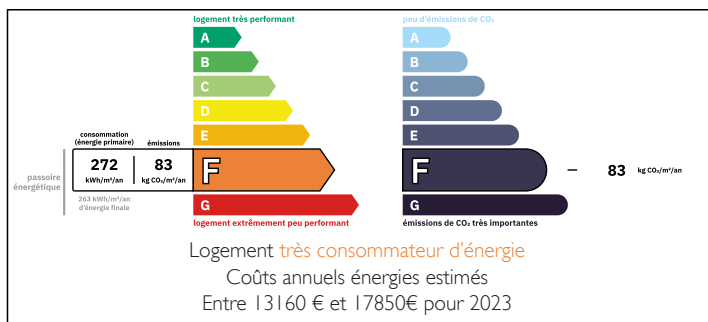 logement très performant
A
B
C
D
E
consommation
(énergie primaire)
émissions
272
kWh/m²/an
83
kg CO₂/m²/an
F
passoire
énergétique
263 kWh/m²/an
d'énergie finale
G
logement extrêmement peu performant
peu d'émissions de CO₂
A
B
C
D
E
F
83 kg CO₂/m²/an
G
émissions de CO₂ très importantes
Logement très consommateur d'énergie
Coûts annuels énergies estimés
Entre 13160 € et 17850€ pour 2023